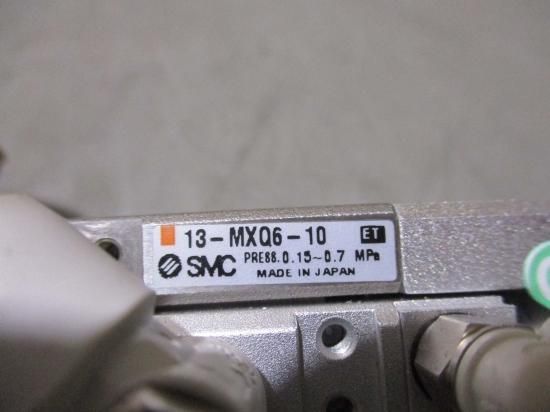 13-MXQ6-10 ET
SMC PRESS.0.15~0.7 MPa
MADE IN JAPAN